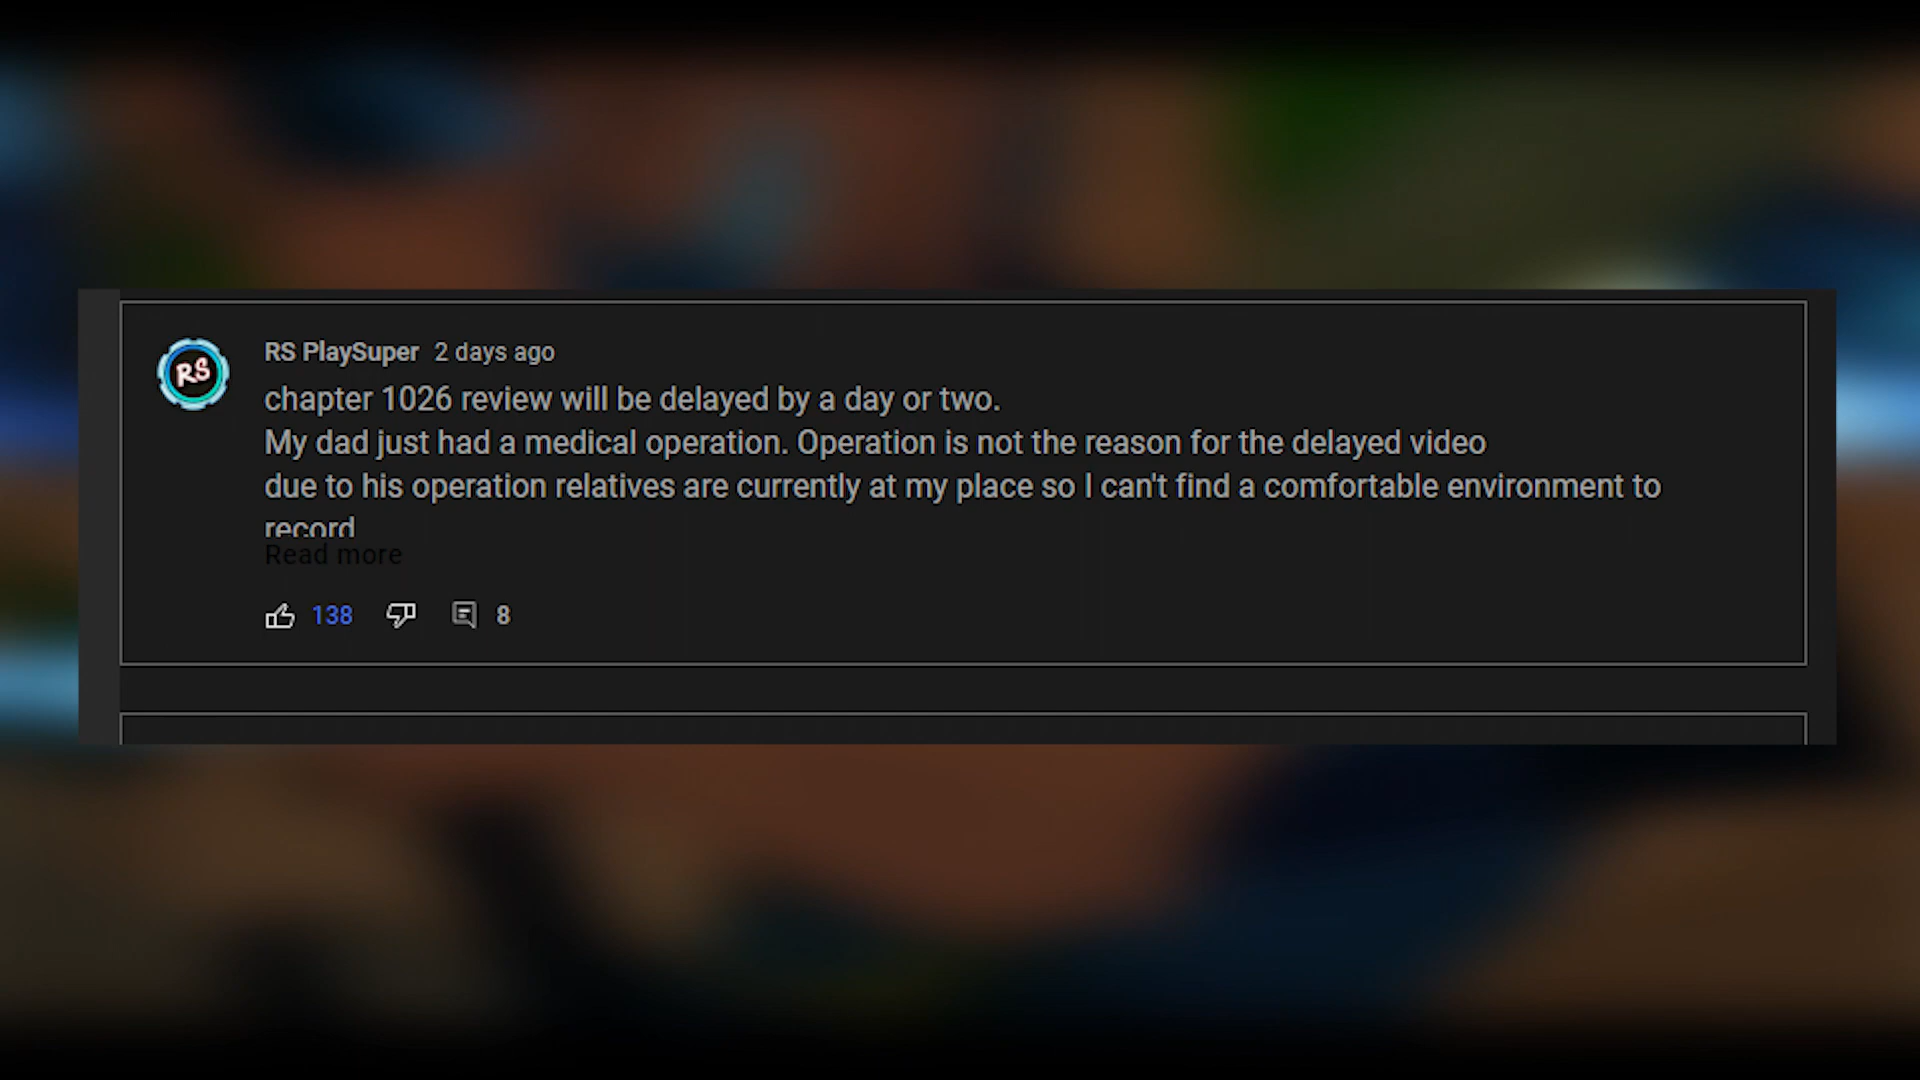 RS
RS PlaySuper 2 days ago
chapter 1026 review will be delayed by a day or two.
My dad just had a medical operation. Operation is not the reason for the delayed video
due to his operation relatives are currently at my place so I can't find a comfortable environment to
record
Read more
138 8